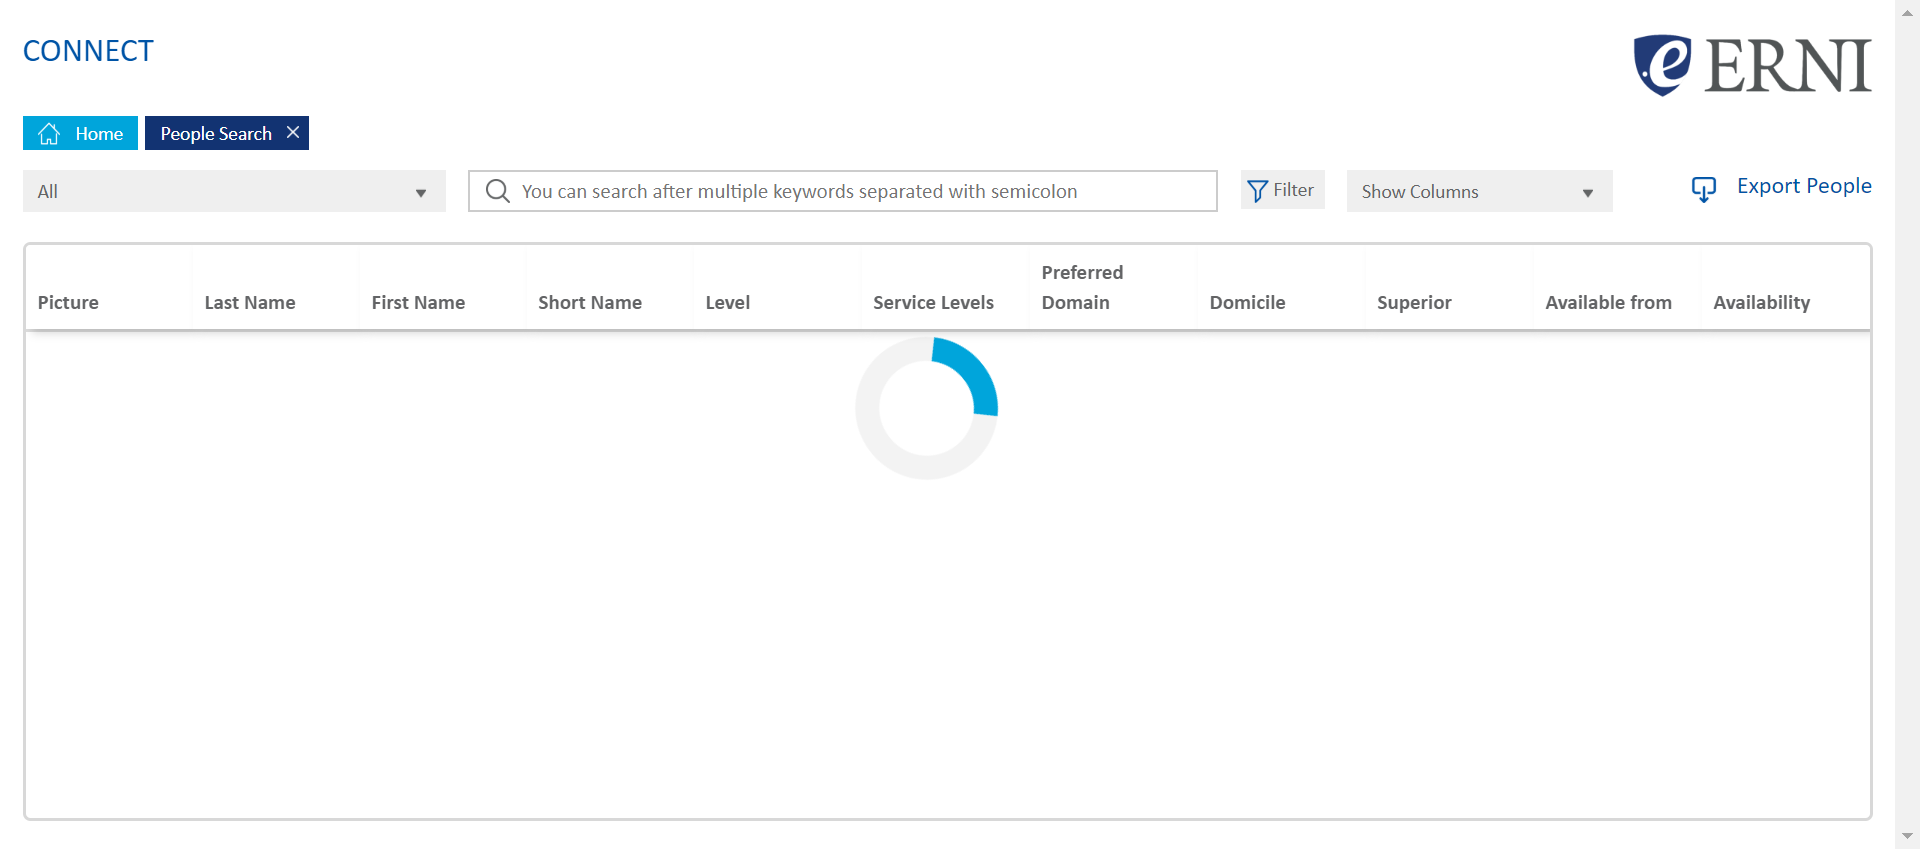 CONNECT
e ERNI
Home
People Search
All
You can search after multiple keywords separated with semicolon
Filter
Show Columns
Export People
Picture
Last Name
First Name
Short Name
Level
Service Levels
Preferred
Domain
Domicile
Superior
Available from
Availability